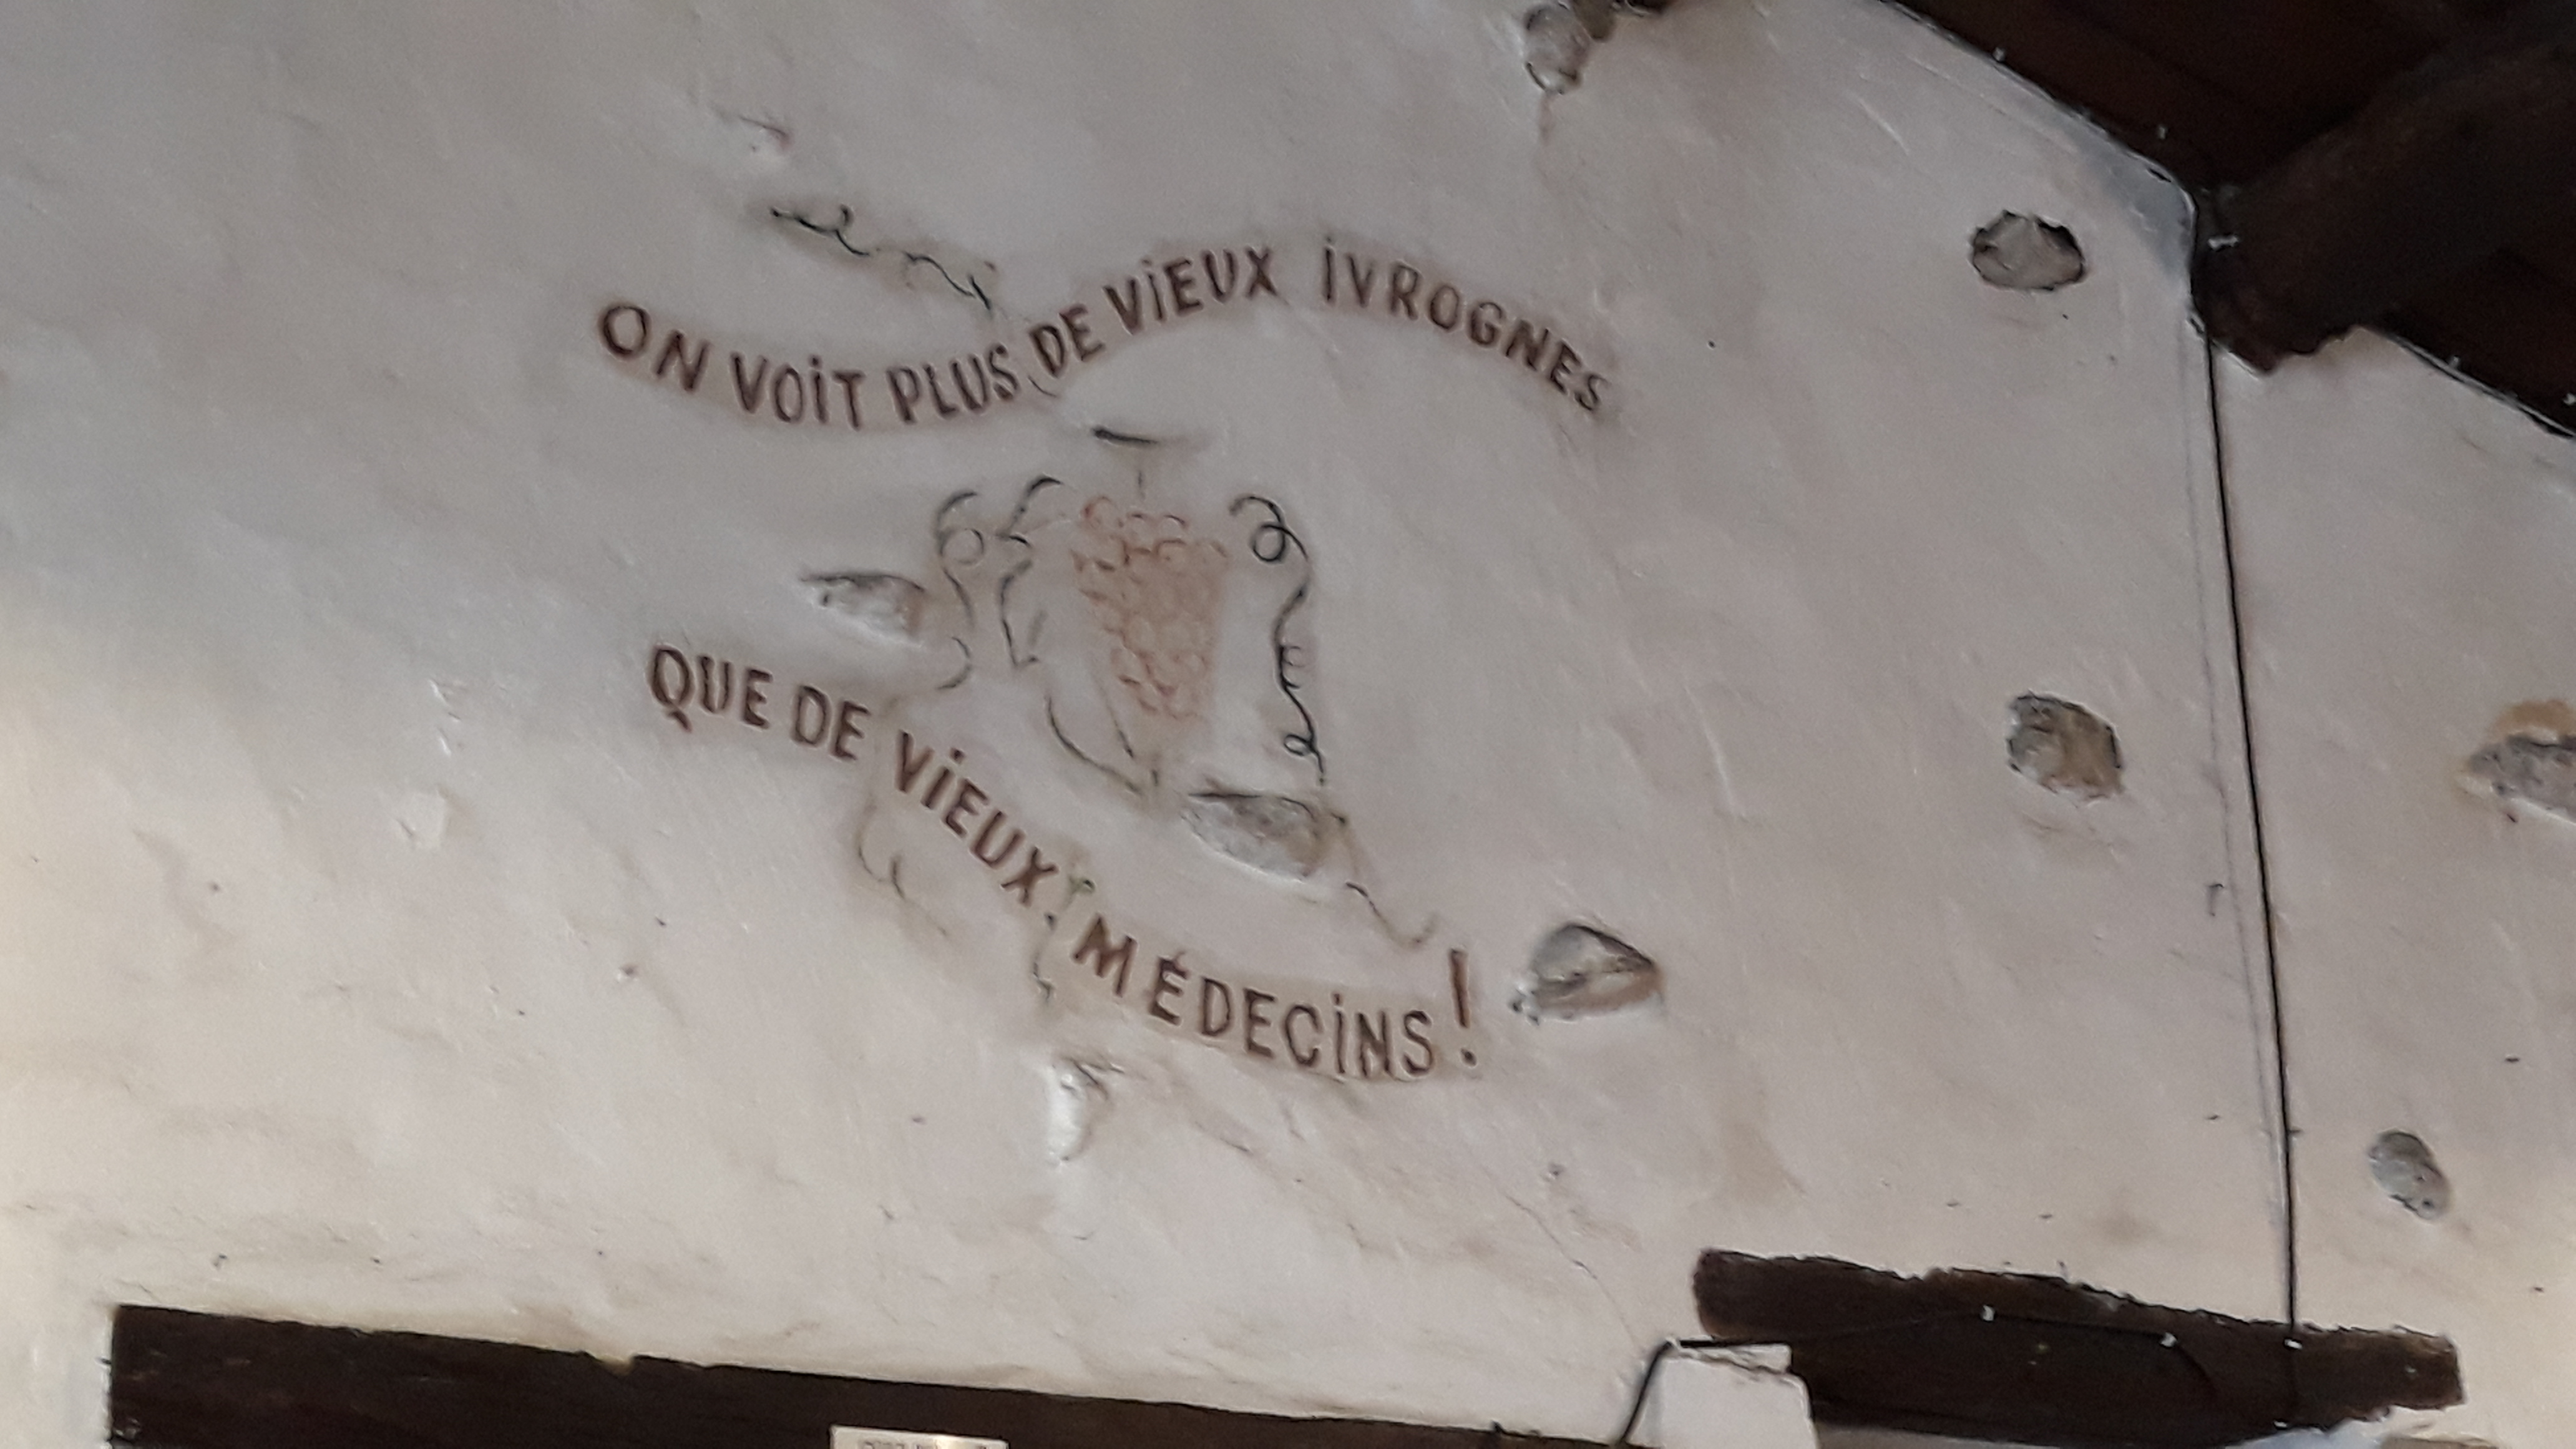 ON VOIT PLUS DE VIEUX IVROGNES
QUE DE VIEUX MÉDECINS !